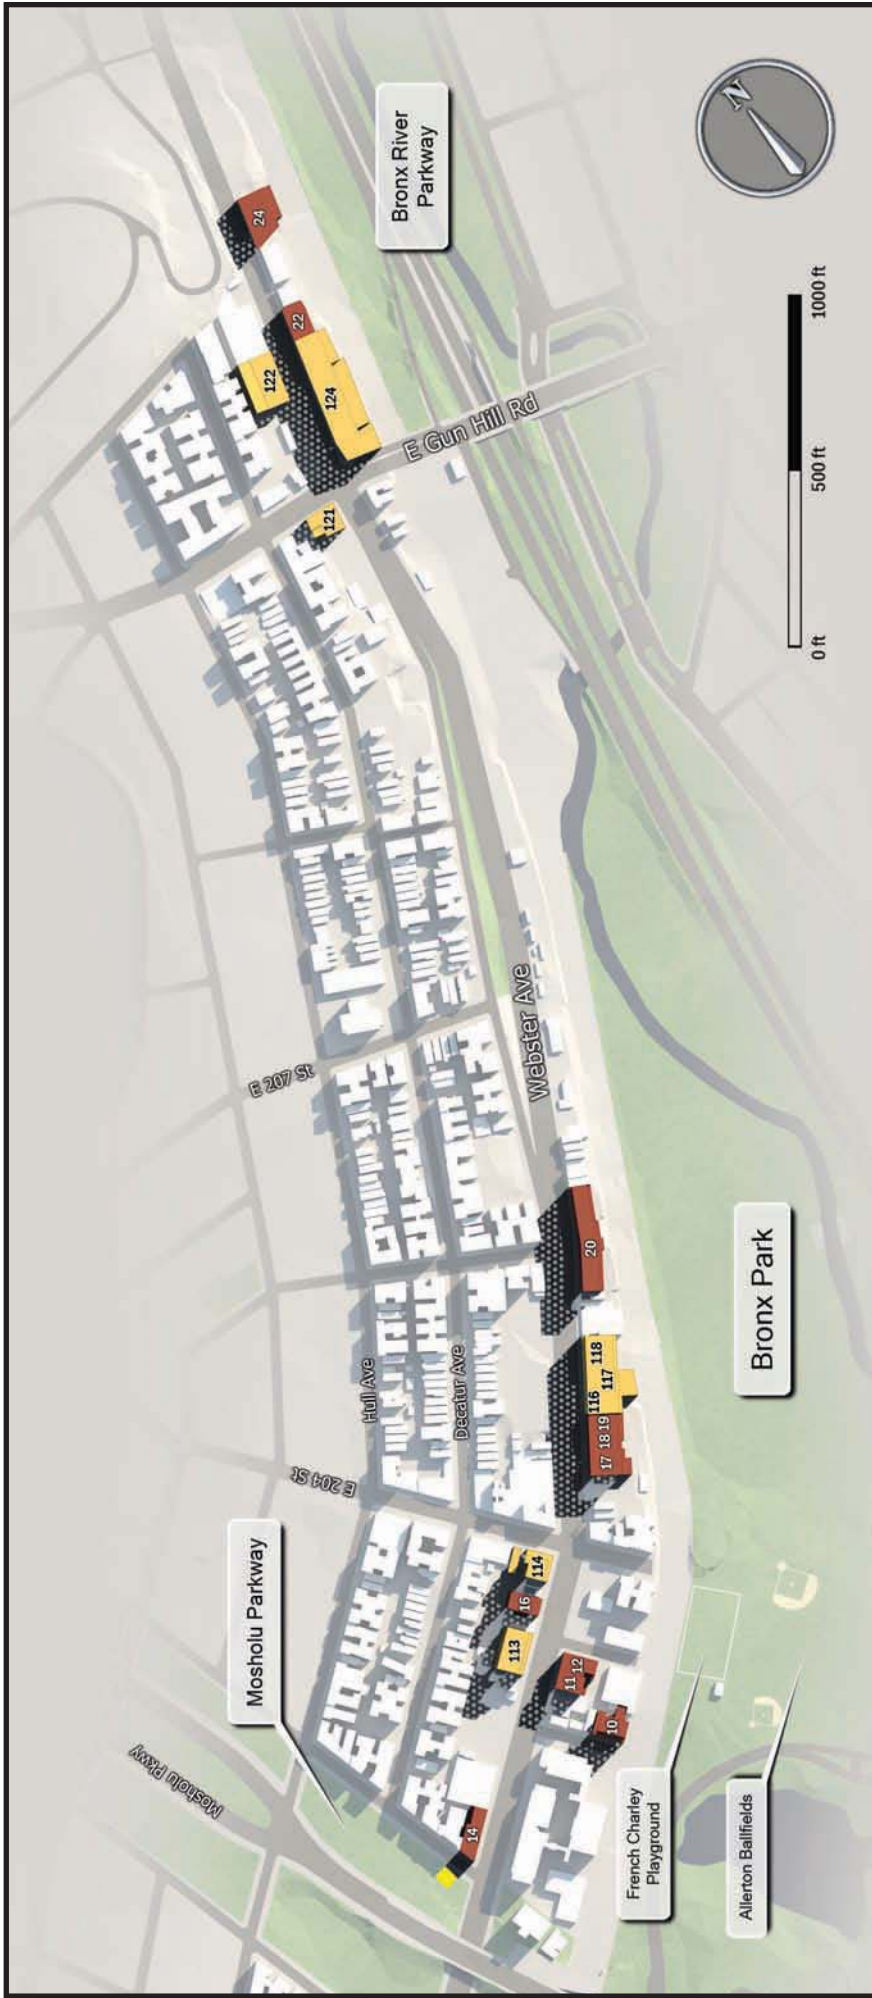 Bronx River
Parkway
N
24
22
122
124
E Gun Hill Rd
121
0 ft
500 ft
1000 ft
E 207 St
Webster Ave
20
Bronx Park
118
117
116
19
18
17
Hull Ave
Decatur Ave
E 204 St
Mosholu Parkway
Mosholu Pkwy
114
16
113
12
11
10
14
French Charley
Playground
Allerton Ballfields